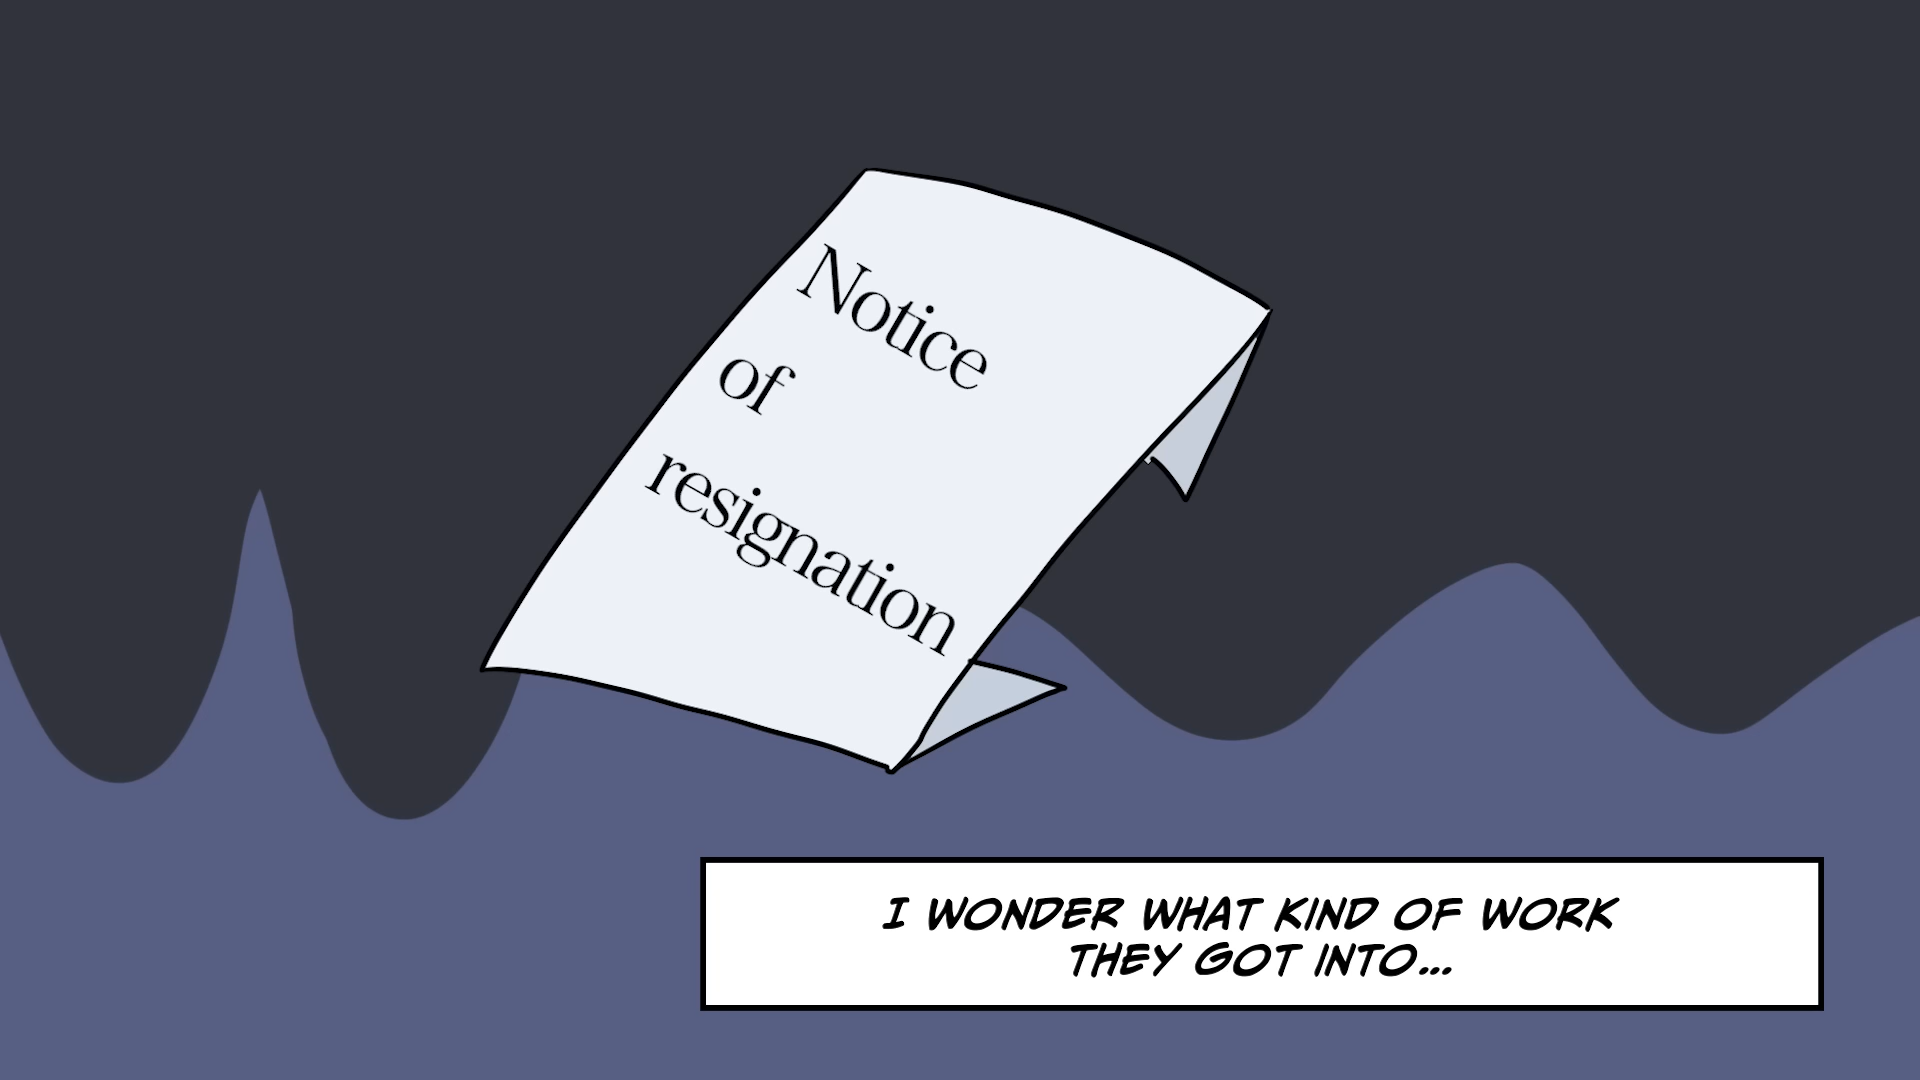 Notice
of
resignation
I WONDER WHAT KIND OF WORK
THEY GOT INTO...